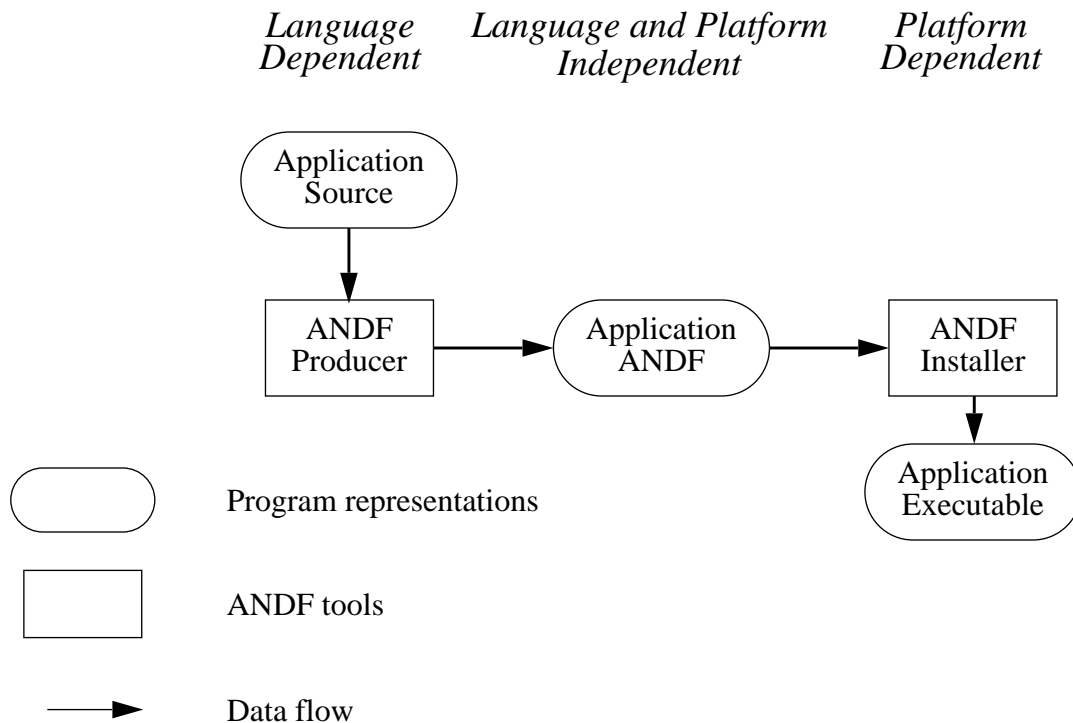 Language
Dependent
Language and Platform
Independent
Platform
Dependent
Application
Source
ANDF
Producer
Application
ANDF
ANDF
Installer
Application
Executable
Program representations
ANDF tools
Data flow